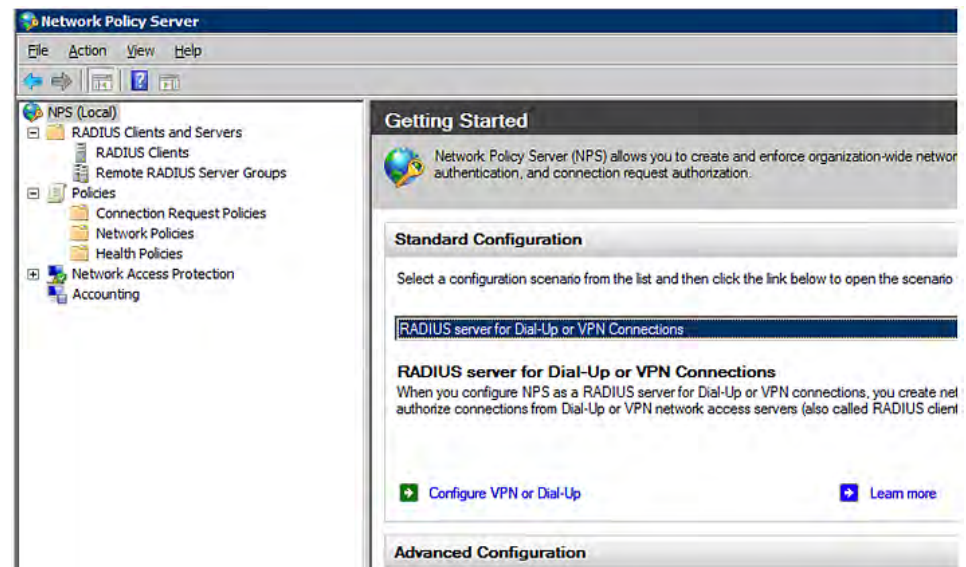 Network Policy Server
File Action View Help
NPS (Local)
RADIUS Clients and Servers
RADIUS Clients
Remote RADIUS Server Groups
Policies
Connection Request Policies
Network Policies
Health Policies
Network Access Protection
Accounting
Getting Started
Network Policy Server (NPS) allows you to create and enforce organization-wide networ
authentication, and connection request authorization.
Standard Configuration
Select a configuration scenario from the list and then click the link below to open the scenario
RADIUS server for Dial-Up or VPN Connections
RADIUS server for Dial-Up or VPN Connections
When you configure NPS as a RADIUS server for Dial-Up or VPN connections, you create net
authorize connections from Dial-Up or VPN network access servers (also called RADIUS client
Configure VPN or Dial-Up
Learn more
Advanced Configuration